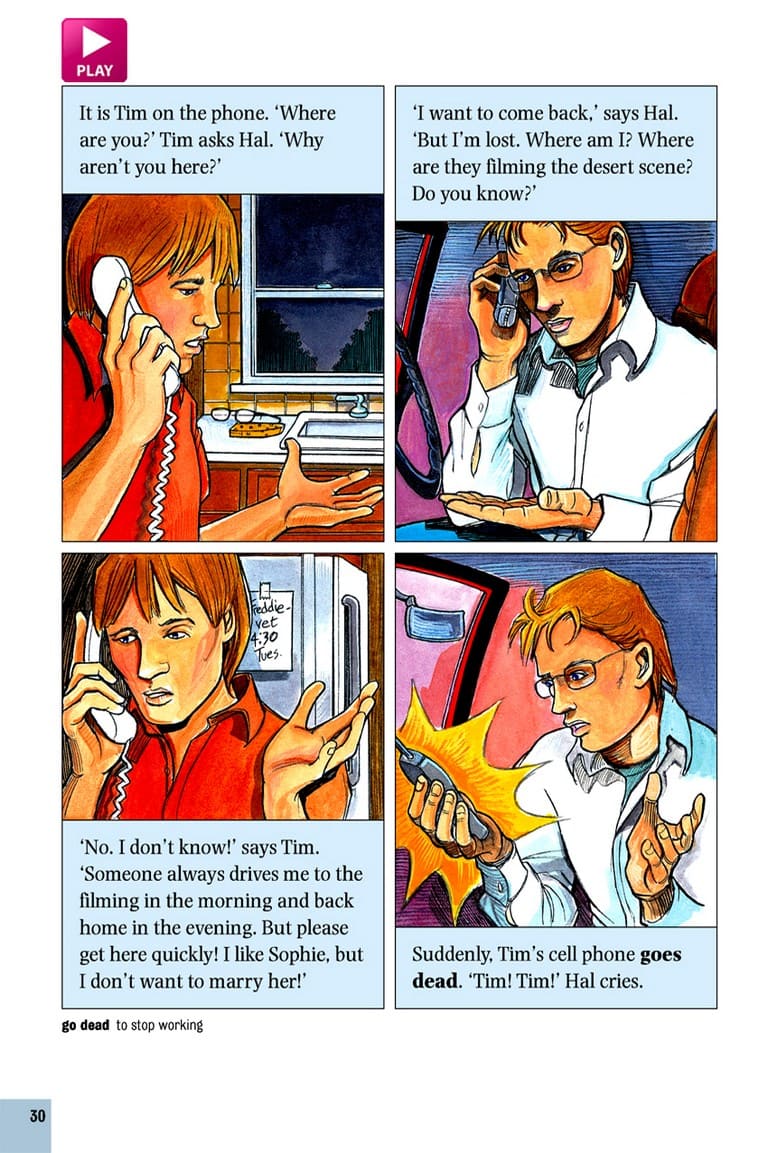 PLAY
It is Tim on the phone. ‘Where
are you?’ Tim asks Hal. ‘Why
aren’t you here?’
‘I want to come back,’ says Hal.
‘But I’m lost. Where am I? Where
are they filming the desert scene?
Do you know?’
Freddie-
vet
4:30
Tues.
‘No. I don’t know!’ says Tim.
‘Someone always drives me to the
filming in the morning and back
home in the evening. But please
get here quickly! I like Sophie, but
I don’t want to marry her!’
Suddenly, Tim’s cell phone goes
dead. ‘Tim! Tim!’ Hal cries.
go dead to stop working
30